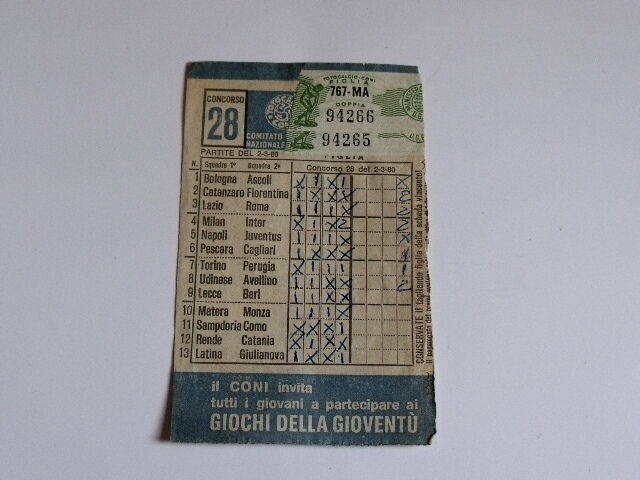 CONCORSO
28
COMITATO
NAZIONALE
PARTITE DEL 2-3-80
TOTOCALCIO-CONI
FIGLIA
767-MA
DOPPIA
94266
94265
FIGLIA
N. Squadra 1ª Squadra 2ª Concorso 28 del 2-3-80
1 Bologna Ascoli
2 Catanzaro Fiorentina
3 Lazio Roma
4 Milan Inter
5 Napoli Juventus
6 Pescara Cagliari
7 Torino Perugia
8 Udinese Avellino
9 Lecce Bari
10 Matera Monza
11 Sampdoria Como
12 Rende Catania
13 Latina Giulianova
CONSERVATE il tagliando figlia della scheda vincente!
il CONI invita
tutti i giovani a partecipare ai
GIOCHI DELLA GIOVENTÙ